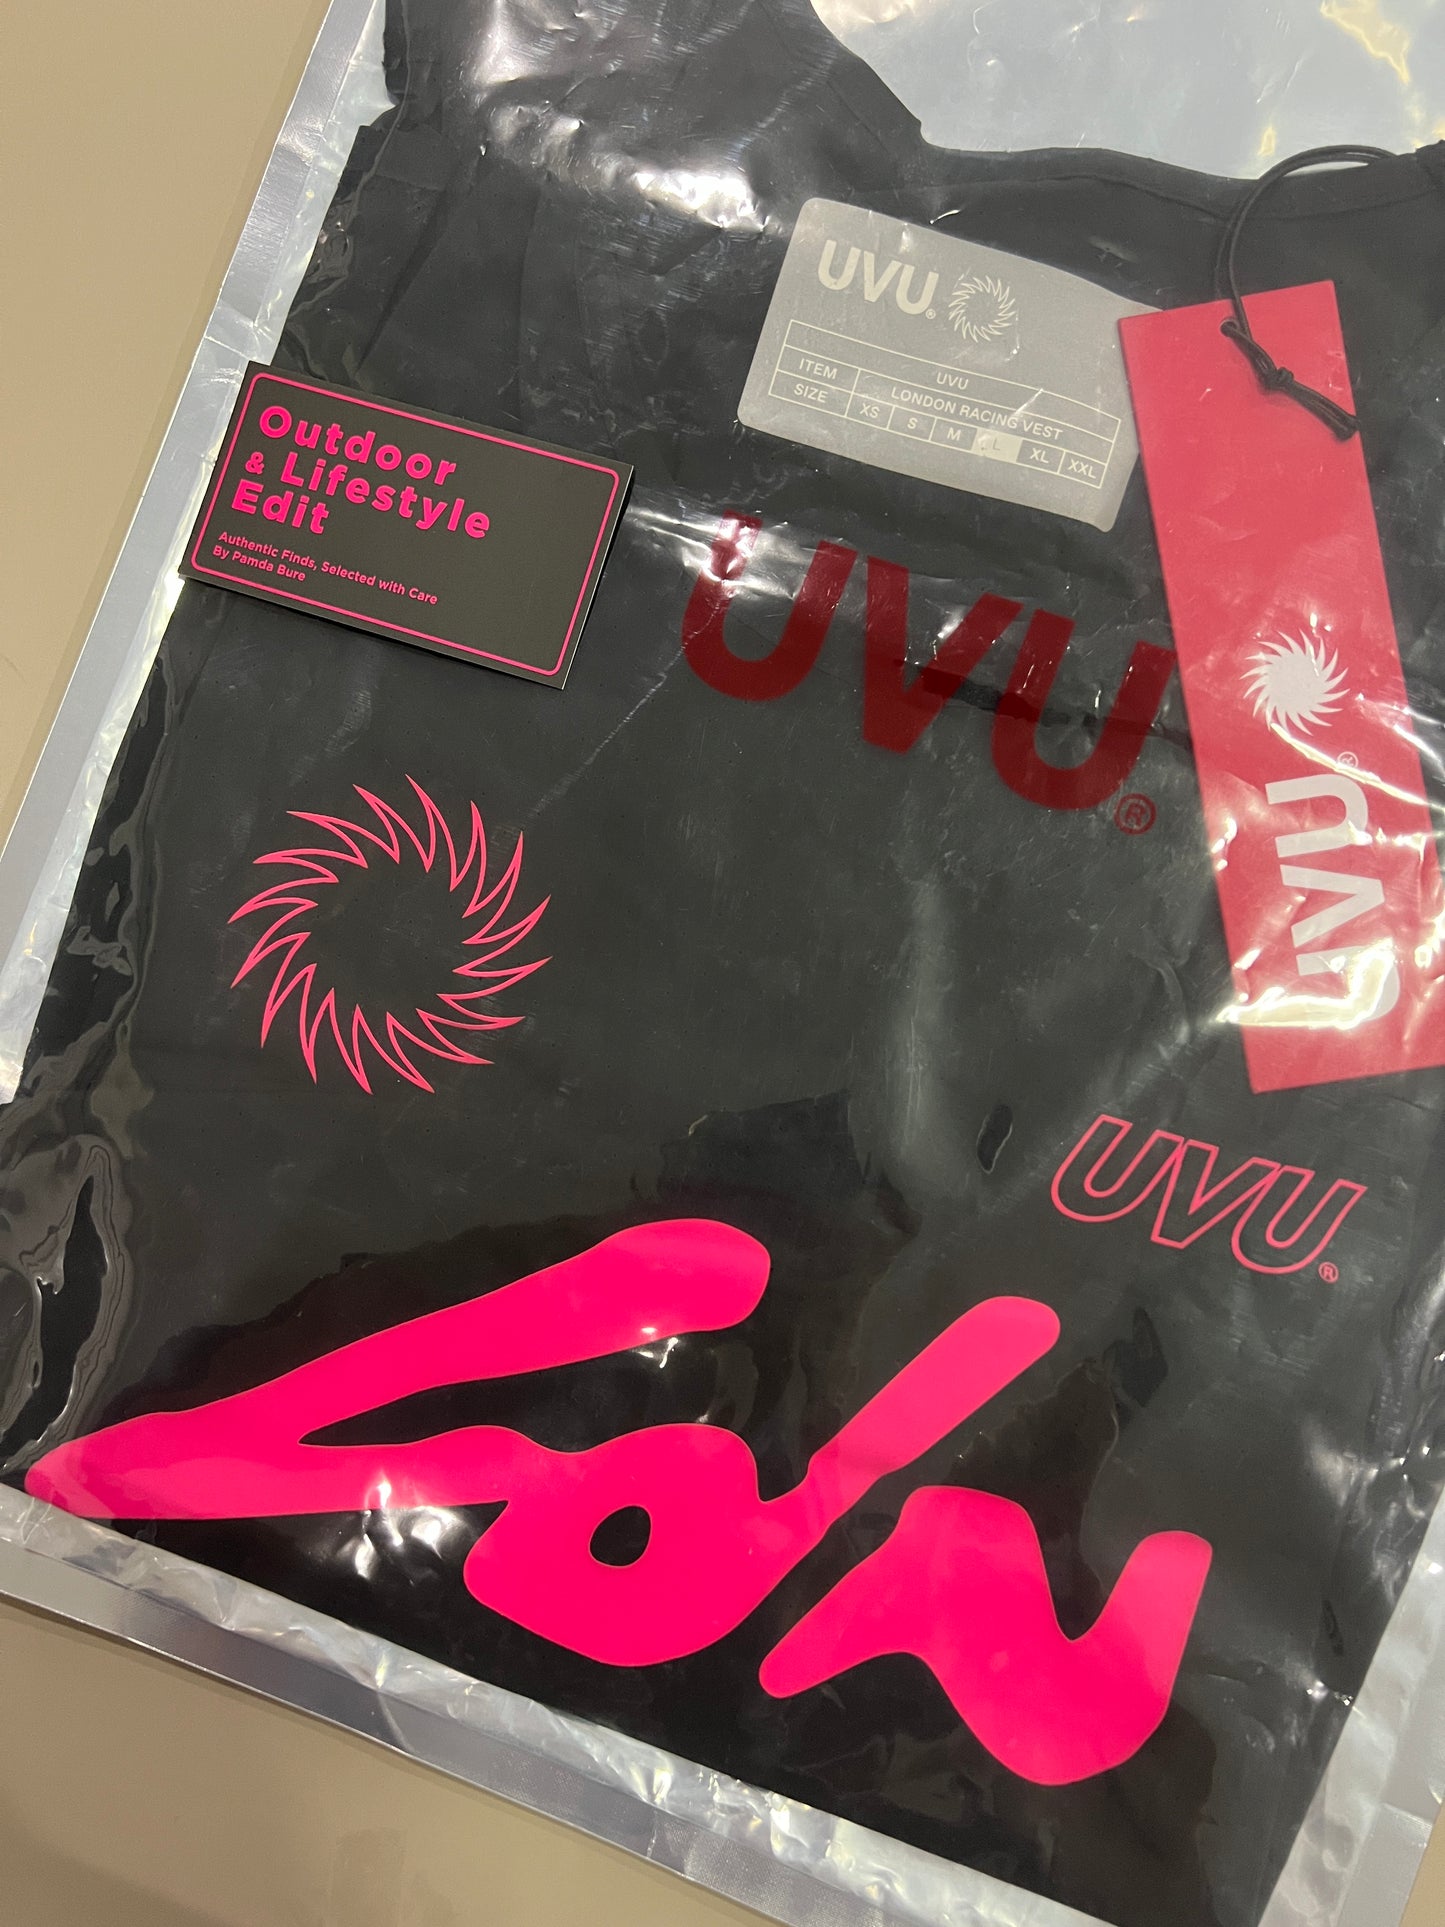 UVU®
ITEM UVU
LONDON RACING VEST
SIZE XS S M L XL XXL
Outdoor
& Lifestyle
Edit
Authentic Finds, Selected with Care
By Pamda Bure
UVU®
UVU®
UVU®
Ldn